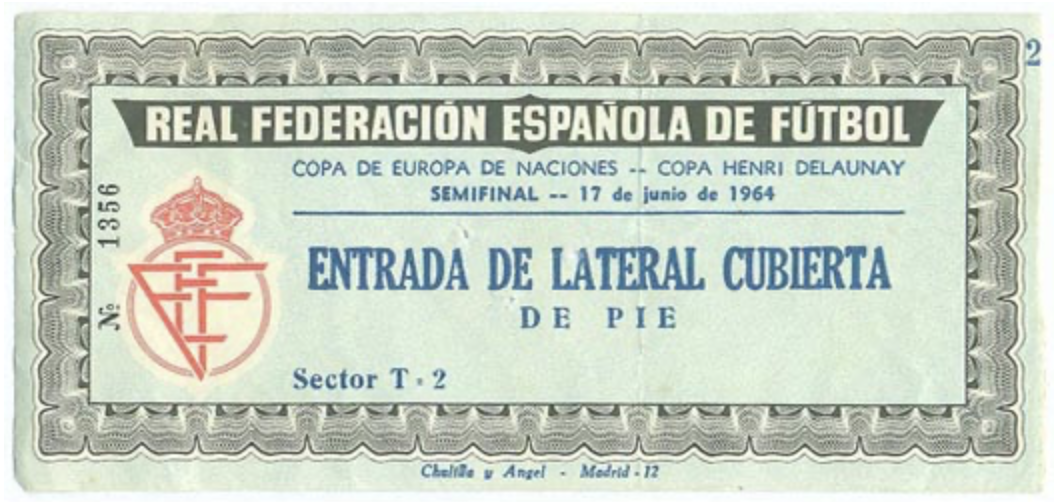 2
REAL FEDERACIÓN ESPAÑOLA DE FÚTBOL
COPA DE EUROPA DE NACIONES -- COPA HENRI DELAUNAY
SEMIFINAL -- 17 de junio de 1964
Nº 1356
ENTRADA DE LATERAL CUBIERTA
DE PIE
Sector T - 2
y Angel - Madrid - 12